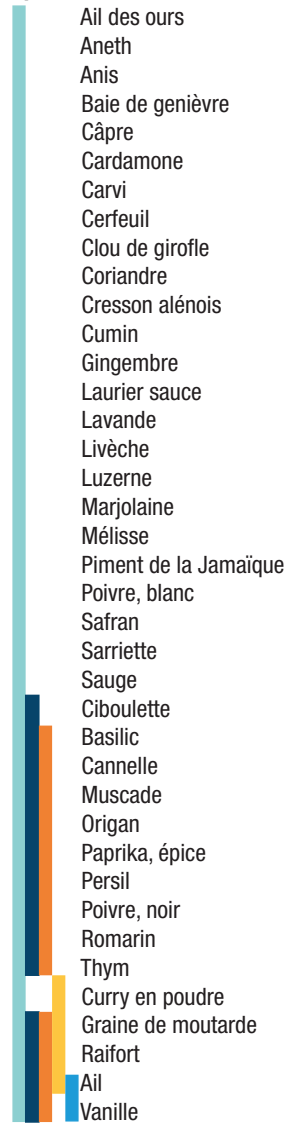 Ail des ours
Aneth
Anis
Baie de genièvre
Câpre
Cardamone
Carvi
Cerfeuil
Clou de girofle
Coriandre
Cresson alénois
Cumin
Gingembre
Laurier sauce
Lavande
Livèche
Luzerne
Marjolaine
Mélisse
Piment de la Jamaïque
Poivre, blanc
Safran
Sarriette
Sauge
Ciboulette
Basilic
Cannelle
Muscade
Origan
Paprika, épice
Persil
Poivre, noir
Romarin
Thym
Curry en poudre
Graine de moutarde
Raifort
Ail
Vanille